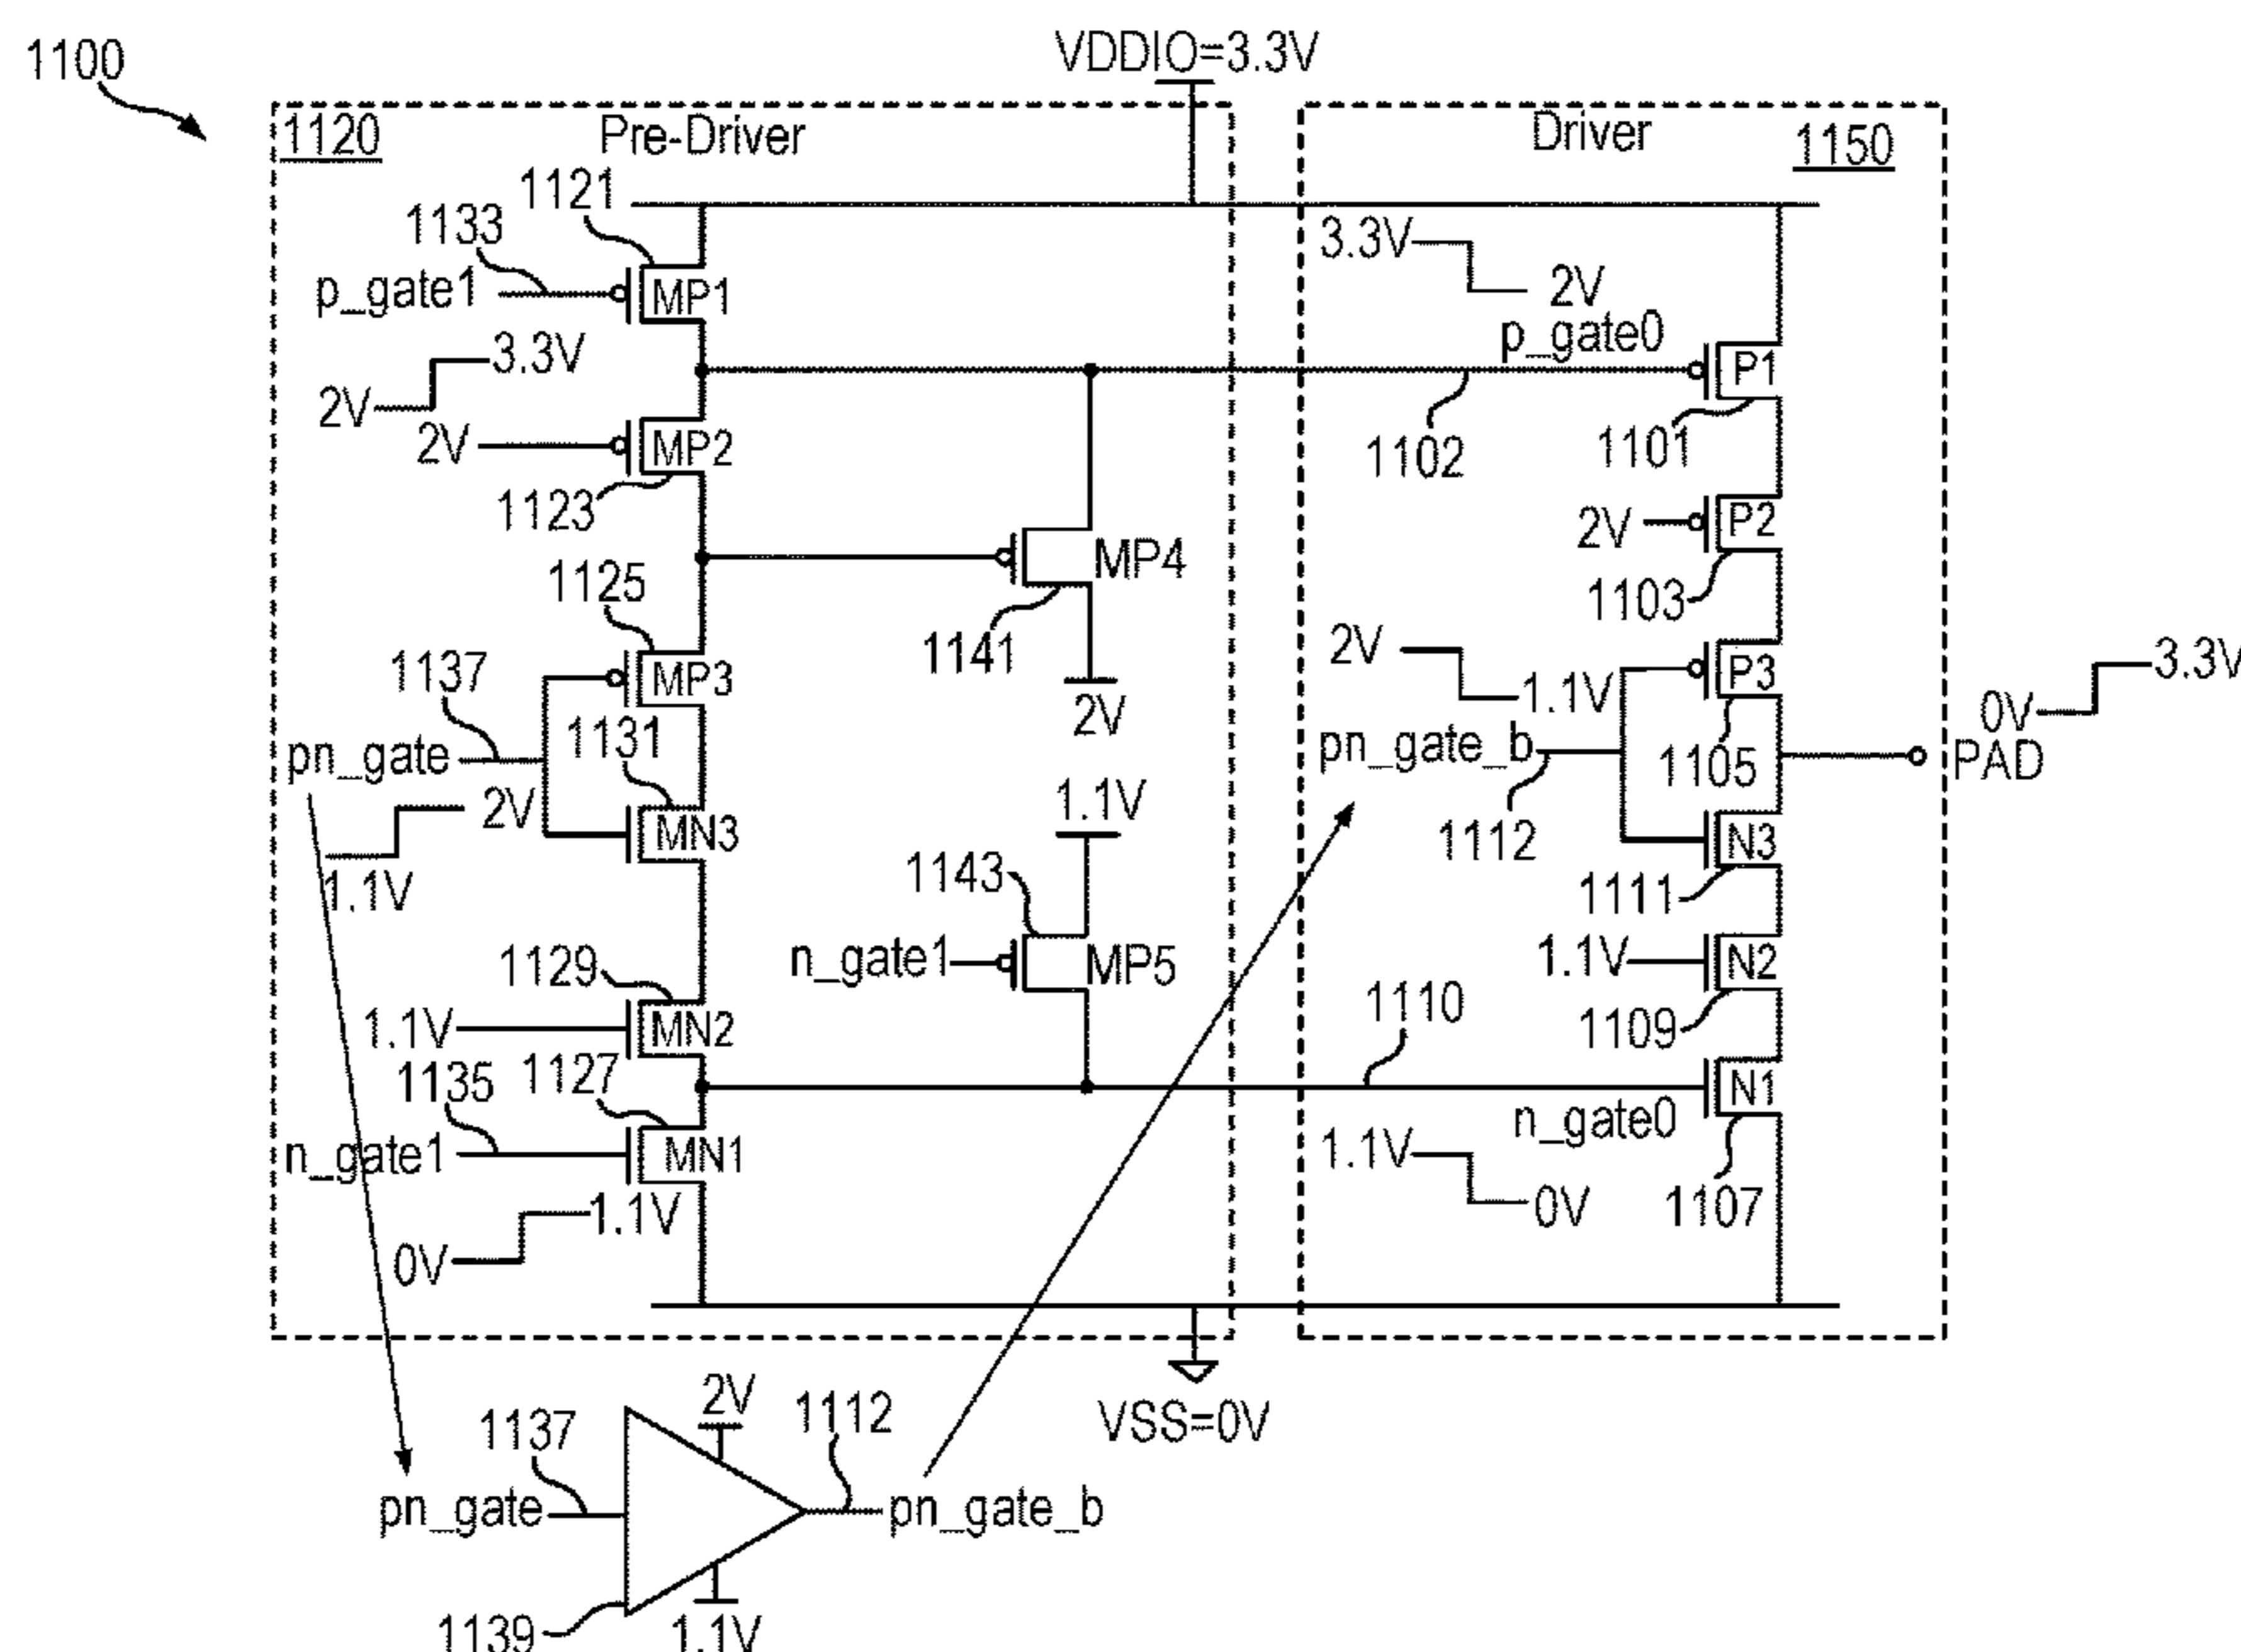 1100
VDDIO=3.3V
1120
Pre-Driver
Driver
1150
1121
1133
p_gate1
MP1
3.3V
2V
p_gate0
P1
3.3V
2V
2V
MP2
1102
1101
1123
2V
P2
MP4
1103
1125
1141
2V
1137
MP3
2V
1.1V
P3
3.3V
0V
1131
pn_gate
pn_gate_b
1105
PAD
2V
1.1V
MN3
1.1V
1112
N3
1143
1111
n_gate1
MP5
1129
1.1V
N2
1110
1.1V
MN2
1109
1135
1127
N1
n_gate0
n_gate1
MN1
1.1V
0V
1107
1.1V
0V
2V
1112
VSS=0V
1137
pn_gate
pn_gate_b
1139
1.1V